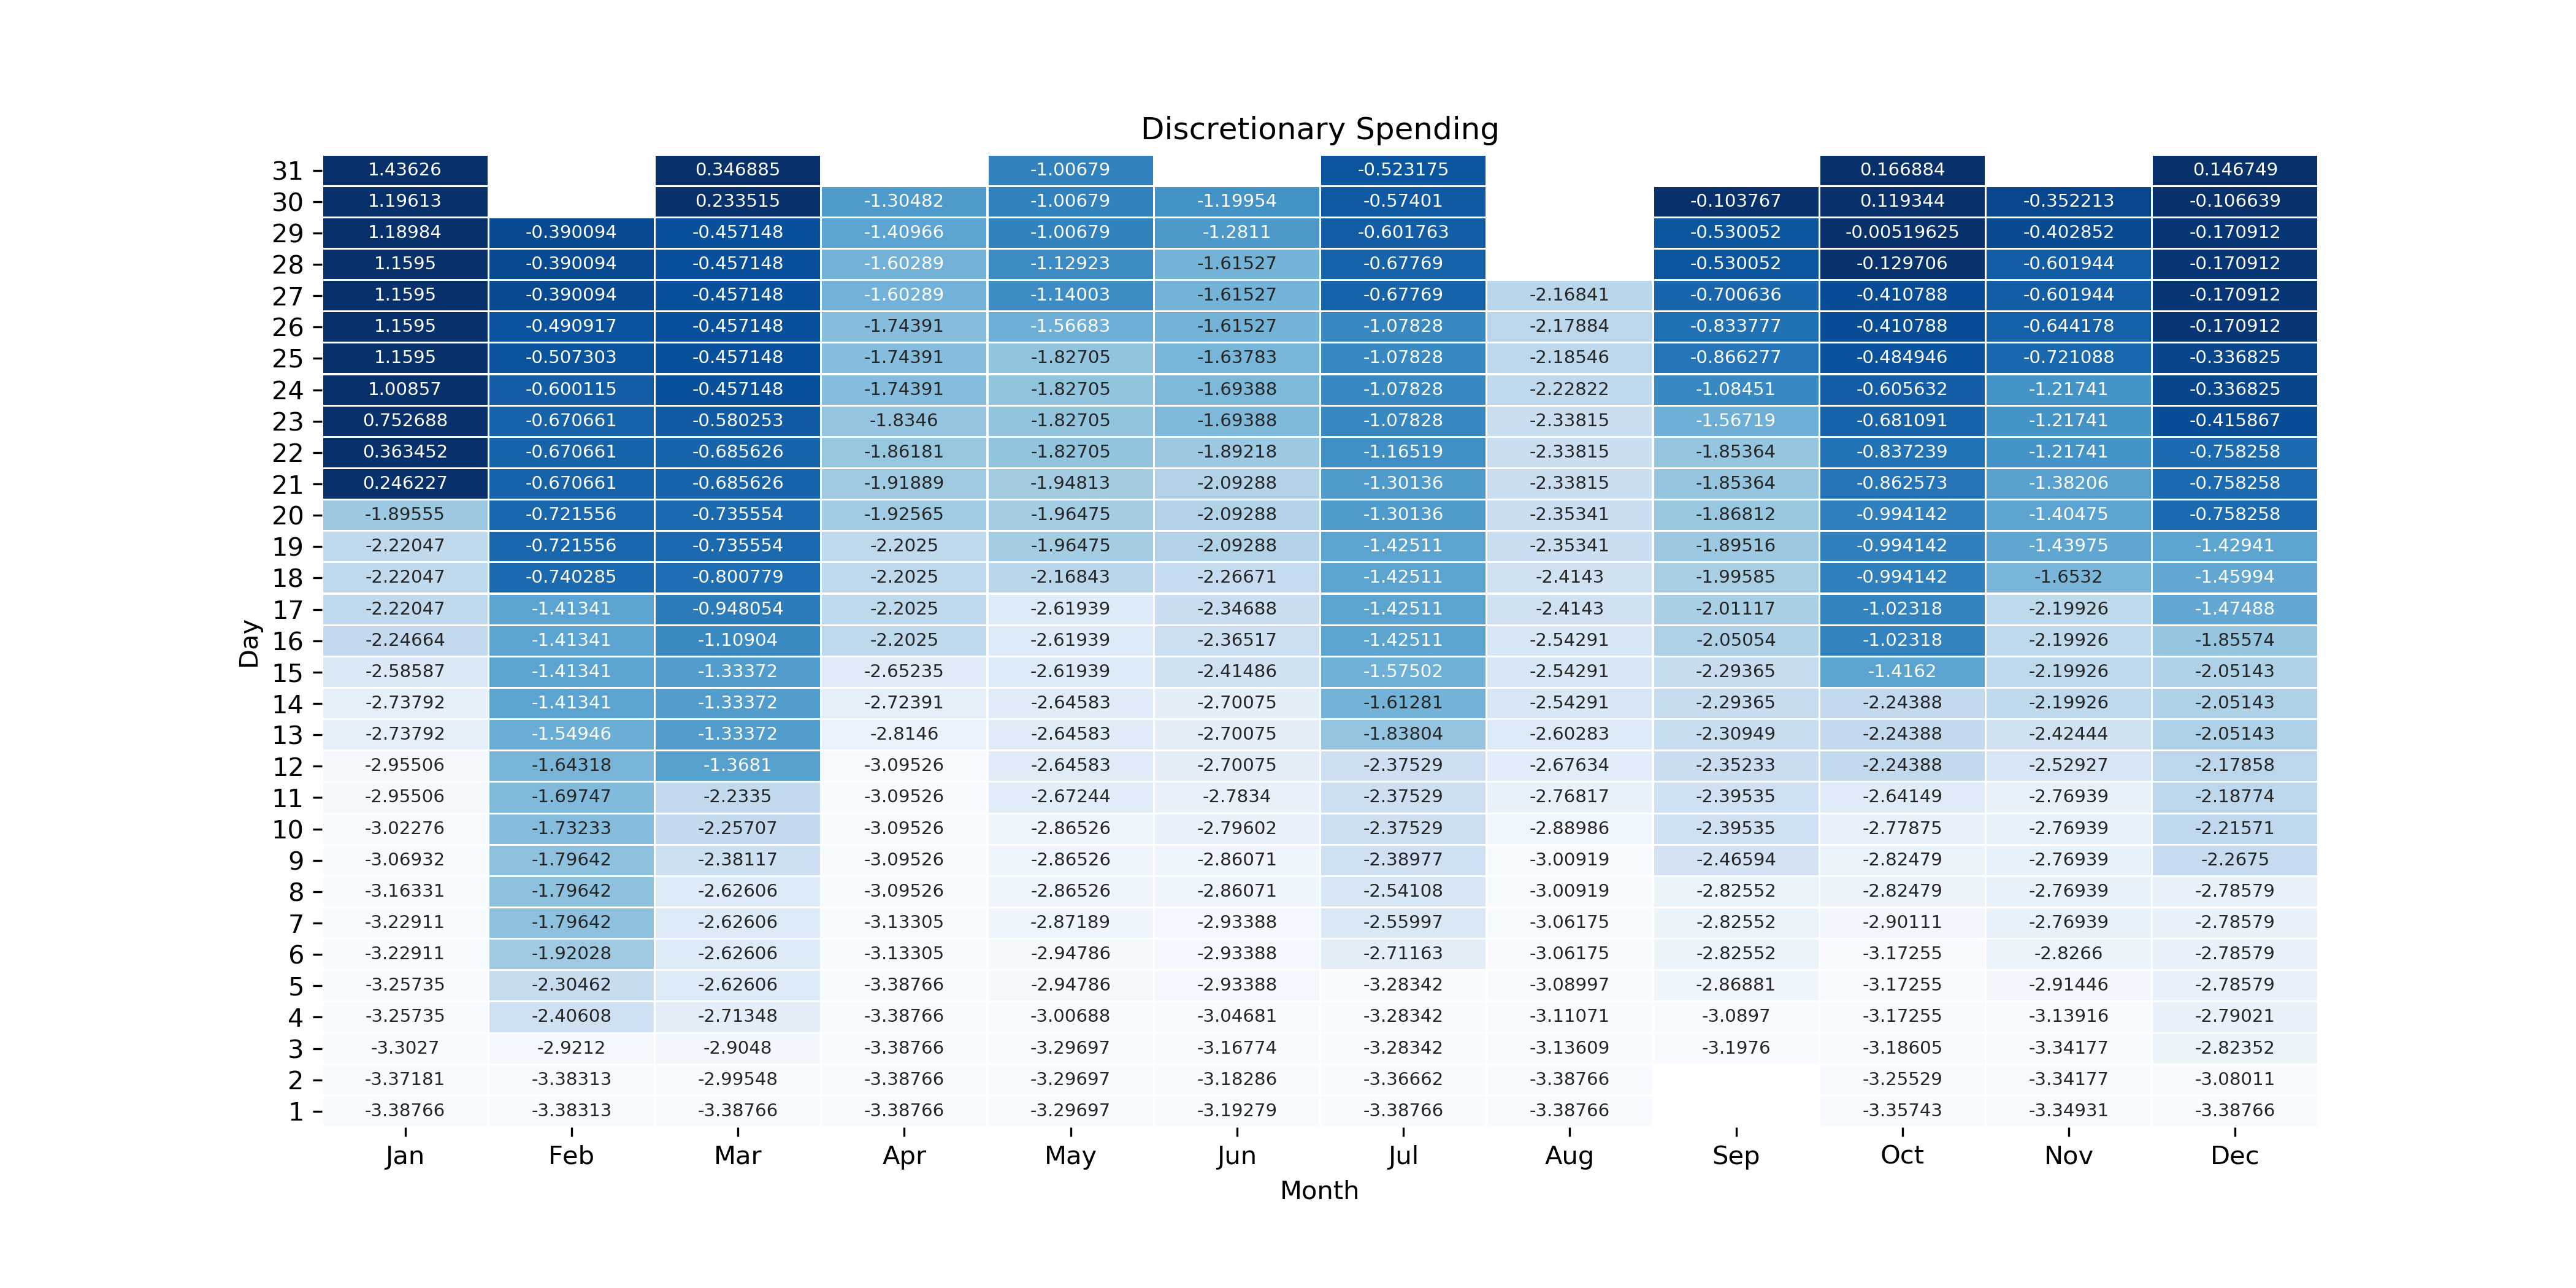 Discretionary Spending
31 1.43626 0.346885 -1.00679 -0.523175 0.166884 0.146749
30 1.19613 0.233515 -1.30482 -1.00679 -1.19954 -0.57401 -0.103767 0.119344 -0.352213 -0.106639
29 1.18984 -0.390094 -0.457148 -1.40966 -1.00679 -1.2811 -0.601763 -0.530052 -0.00519625 -0.402852 -0.170912
28 1.1595 -0.390094 -0.457148 -1.60289 -1.12923 -1.61527 -0.67769 -0.530052 -0.129706 -0.601944 -0.170912
27 1.1595 -0.390094 -0.457148 -1.60289 -1.14003 -1.61527 -0.67769 -2.16841 -0.700636 -0.410788 -0.601944 -0.170912
26 1.1595 -0.490917 -0.457148 -1.74391 -1.56683 -1.61527 -1.07828 -2.17884 -0.833777 -0.410788 -0.644178 -0.170912
25 1.1595 -0.507303 -0.457148 -1.74391 -1.82705 -1.63783 -1.07828 -2.18546 -0.866277 -0.484946 -0.721088 -0.336825
24 1.00857 -0.600115 -0.457148 -1.74391 -1.82705 -1.69388 -1.07828 -2.22822 -1.08451 -0.605632 -1.21741 -0.336825
23 0.752688 -0.670661 -0.580253 -1.8346 -1.82705 -1.69388 -1.07828 -2.33815 -1.56719 -0.681091 -1.21741 -0.415867
22 0.363452 -0.670661 -0.685626 -1.86181 -1.82705 -1.89218 -1.16519 -2.33815 -1.85364 -0.837239 -1.21741 -0.758258
21 0.246227 -0.670661 -0.685626 -1.91889 -1.94813 -2.09288 -1.30136 -2.33815 -1.85364 -0.862573 -1.38206 -0.758258
20 -1.89555 -0.721556 -0.735554 -1.92565 -1.96475 -2.09288 -1.30136 -2.35341 -1.86812 -0.994142 -1.40475 -0.758258
19 -2.22047 -0.721556 -0.735554 -2.2025 -1.96475 -2.09288 -1.42511 -2.35341 -1.89516 -0.994142 -1.43975 -1.42941
18 -2.22047 -0.740285 -0.800779 -2.2025 -2.16843 -2.26671 -1.42511 -2.4143 -1.99585 -0.994142 -1.6532 -1.45994
17 -2.22047 -1.41341 -0.948054 -2.2025 -2.61939 -2.34688 -1.42511 -2.4143 -2.01117 -1.02318 -2.19926 -1.47488
16 -2.24664 -1.41341 -1.10904 -2.2025 -2.61939 -2.36517 -1.42511 -2.54291 -2.05054 -1.02318 -2.19926 -1.85574
15 -2.58587 -1.41341 -1.33372 -2.65235 -2.61939 -2.41486 -1.57502 -2.54291 -2.29365 -1.4162 -2.19926 -2.05143
14 -2.73792 -1.41341 -1.33372 -2.72391 -2.64583 -2.70075 -1.61281 -2.54291 -2.29365 -2.24388 -2.19926 -2.05143
13 -2.73792 -1.54946 -1.33372 -2.8146 -2.64583 -2.70075 -1.83804 -2.60283 -2.30949 -2.24388 -2.42444 -2.05143
12 -2.95506 -1.64318 -1.3681 -3.09526 -2.64583 -2.70075 -2.37529 -2.67634 -2.35233 -2.24388 -2.52927 -2.17858
11 -2.95506 -1.69747 -2.2335 -3.09526 -2.67244 -2.7834 -2.37529 -2.76817 -2.39535 -2.64149 -2.76939 -2.18774
10 -3.02276 -1.73233 -2.25707 -3.09526 -2.86526 -2.79602 -2.37529 -2.88986 -2.39535 -2.77875 -2.76939 -2.21571
9 -3.06932 -1.79642 -2.38117 -3.09526 -2.86526 -2.86071 -2.38977 -3.00919 -2.46594 -2.82479 -2.76939 -2.2675
8 -3.16331 -1.79642 -2.62606 -3.09526 -2.86526 -2.86071 -2.54108 -3.00919 -2.82552 -2.82479 -2.76939 -2.78579
7 -3.22911 -1.79642 -2.62606 -3.13305 -2.87189 -2.93388 -2.55997 -3.06175 -2.82552 -2.90111 -2.76939 -2.78579
6 -3.22911 -1.92028 -2.62606 -3.13305 -2.94786 -2.93388 -2.71163 -3.06175 -2.82552 -3.17255 -2.8266 -2.78579
5 -3.25735 -2.30462 -2.62606 -3.38766 -2.94786 -2.93388 -3.28342 -3.08997 -2.86881 -3.17255 -2.91446 -2.78579
4 -3.25735 -2.40608 -2.71348 -3.38766 -3.00688 -3.04681 -3.28342 -3.11071 -3.0897 -3.17255 -3.13916 -2.79021
3 -3.3027 -2.9212 -2.9048 -3.38766 -3.29697 -3.16774 -3.28342 -3.13609 -3.1976 -3.18605 -3.34177 -2.82352
2 -3.37181 -3.38313 -2.99548 -3.38766 -3.29697 -3.18286 -3.36662 -3.38766 -3.25529 -3.34177 -3.08011
1 -3.38766 -3.38313 -3.38766 -3.38766 -3.29697 -3.19279 -3.38766 -3.38766 -3.35743 -3.34931 -3.38766
Day
Jan Feb Mar Apr May Jun Jul Aug Sep Oct Nov Dec
Month